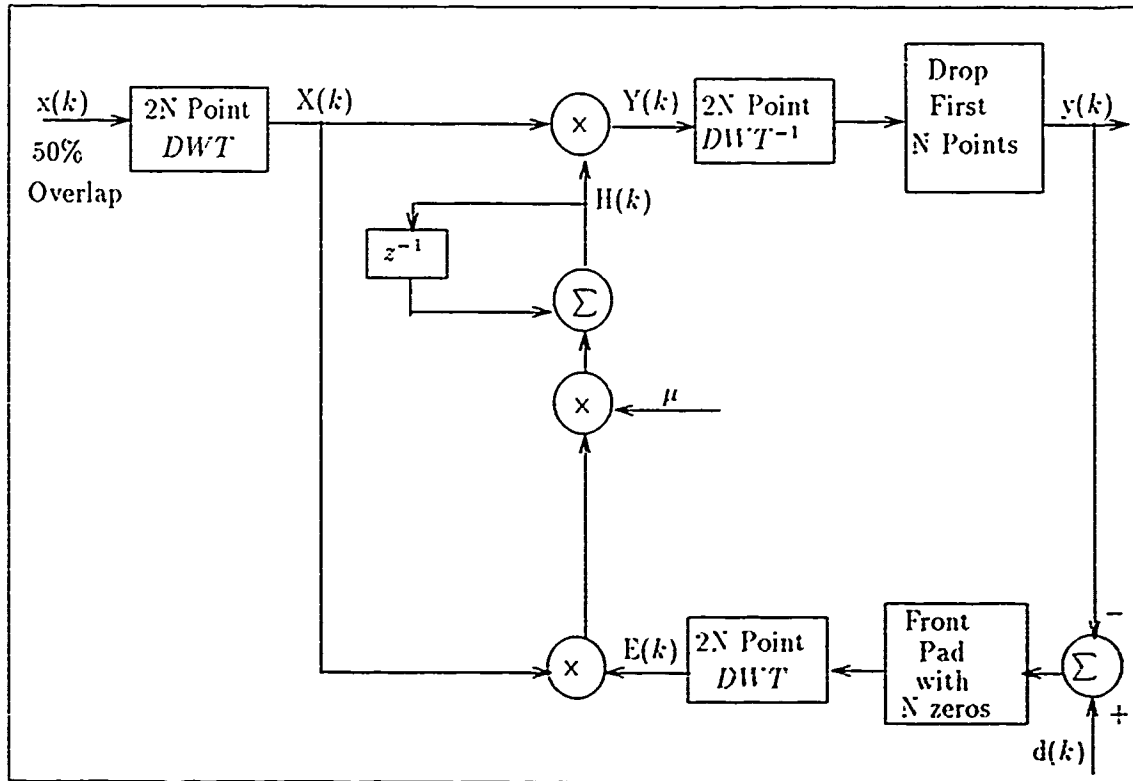 x(k)
50%
Overlap
2N Point
DWT
X(k)
×
Y(k)
2N Point
DWT⁻¹
Drop
First
N Points
y(k)
H(k)
z⁻¹
Σ
×
μ
×
E(k)
2N Point
DWT
Front
Pad
with
N zeros
−
Σ
+
d(k)